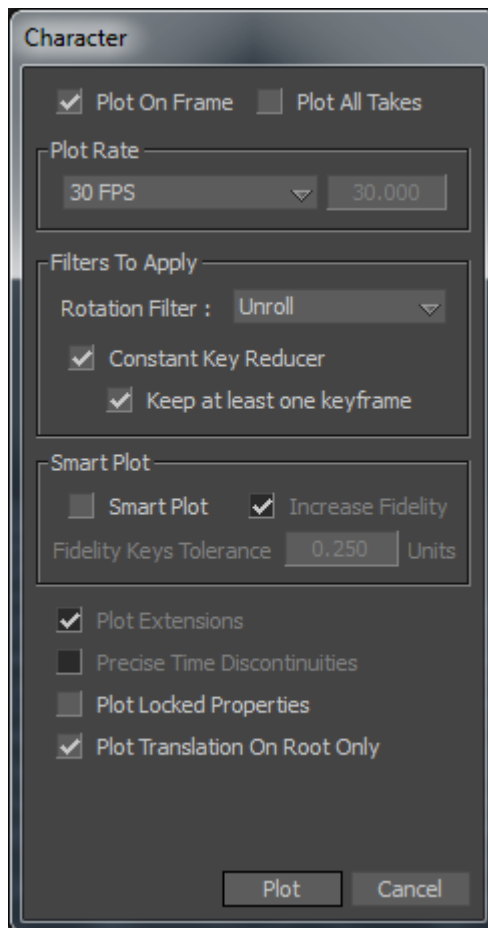 Character
Plot On Frame Plot All Takes
Plot Rate
30 FPS 30.000
Filters To Apply
Rotation Filter : Unroll
Constant Key Reducer
Keep at least one keyframe
Smart Plot
Smart Plot Increase Fidelity
Fidelity Keys Tolerance 0.250 Units
Plot Extensions
Precise Time Discontinuities
Plot Locked Properties
Plot Translation On Root Only
Plot Cancel